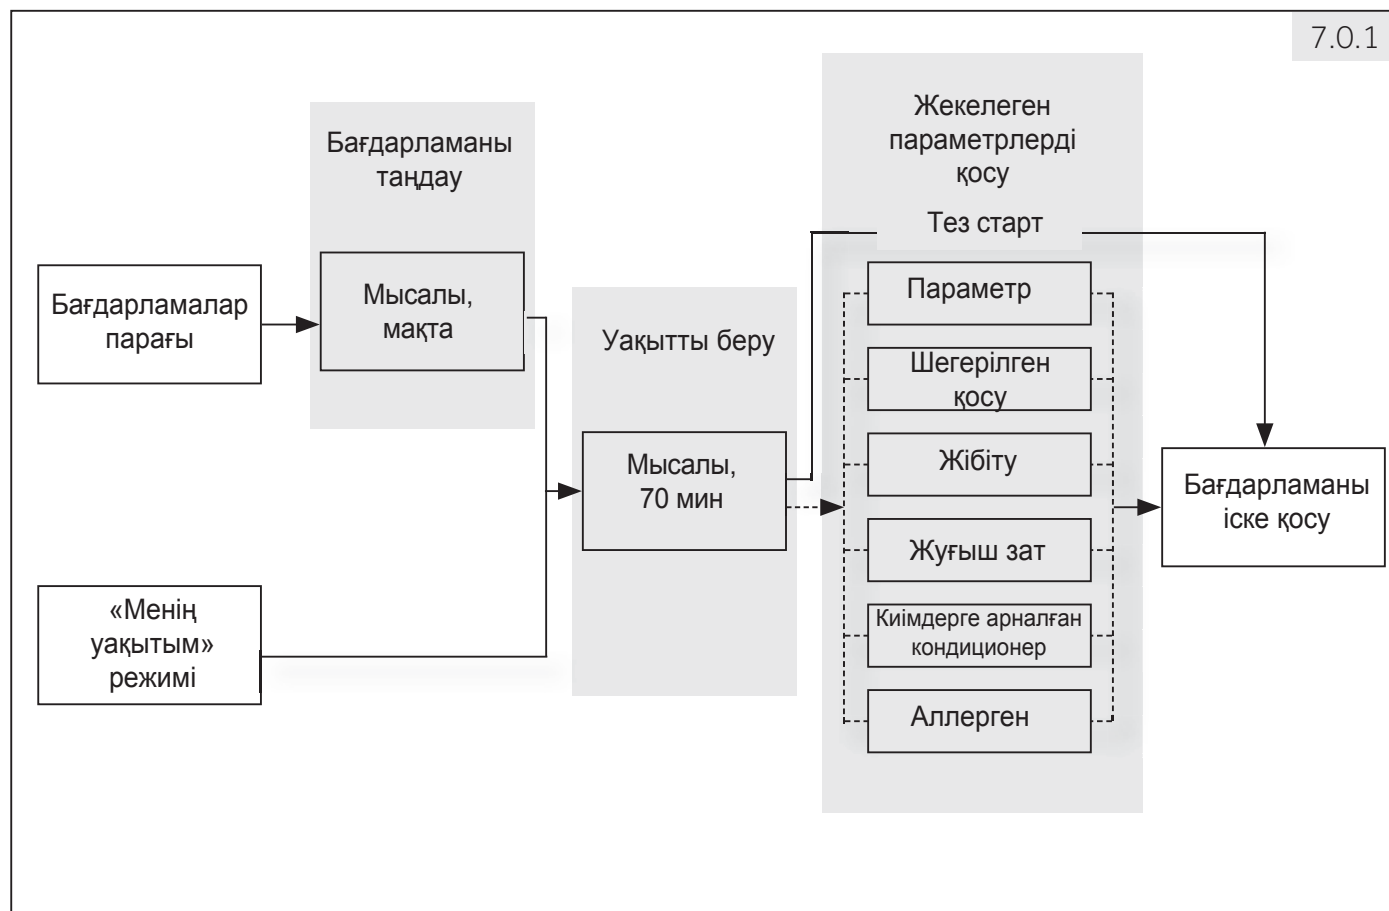 7.0.1
Бағдарламалар
парағы
«Менің
уақытым»
режимі
Бағдарламаны
таңдау
Мысалы,
мақта
Уақытты беру
Мысалы,
70 мин
Жекелеген
параметрлерді
қосу
Тез старт
Параметр
Шегерілген
қосу
Жібіту
Жуғыш зат
Киімдерге арналған
кондиционер
Аллерген
Бағдарламаны
іске қосу